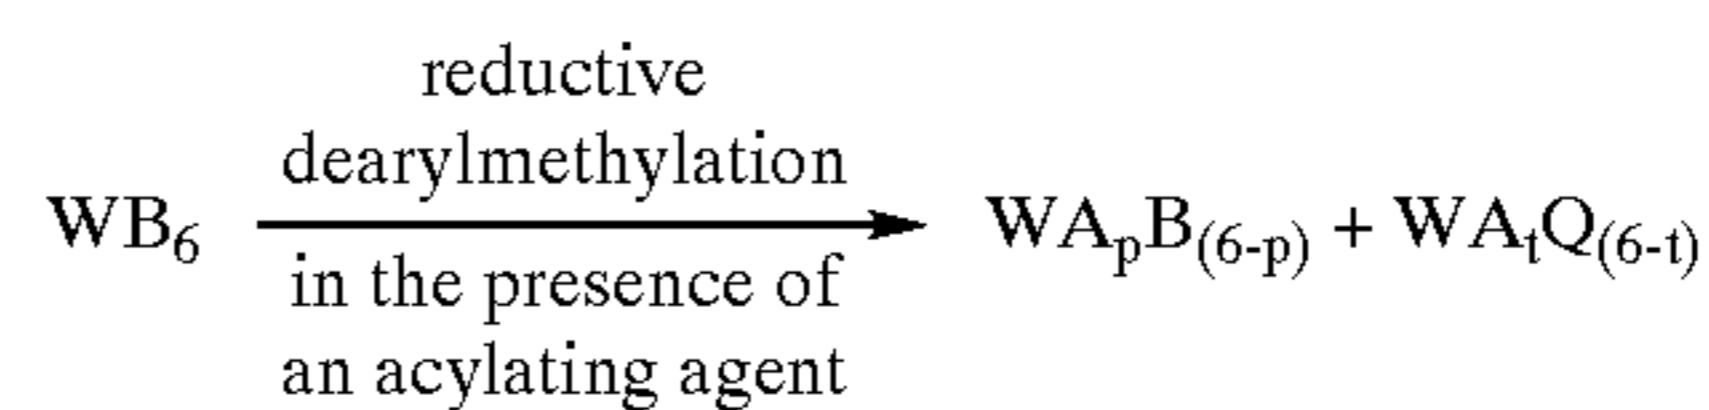 reductive
dearylmethylation
WB₆ WAₚB₍₆₋ₚ₎ + WAₜQ₍₆₋ₜ₎
in the presence of
an acylating agent